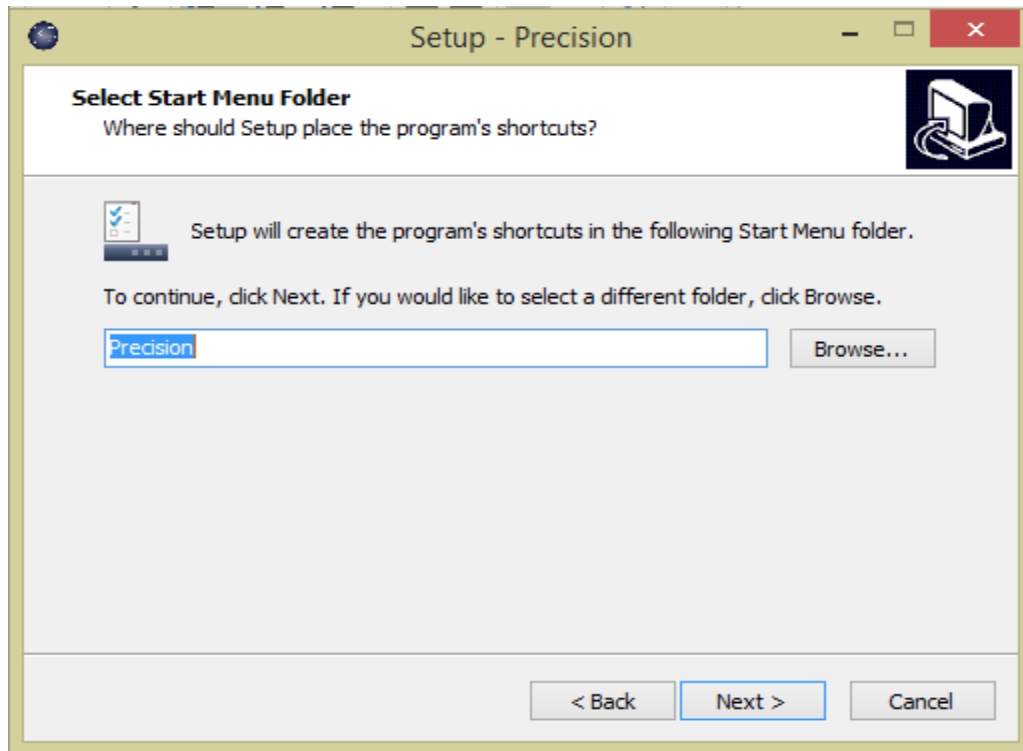 Setup - Precision
Select Start Menu Folder
Where should Setup place the program's shortcuts?
Setup will create the program's shortcuts in the following Start Menu folder.
To continue, click Next. If you would like to select a different folder, click Browse.
Precision
Browse...
< Back
Next >
Cancel